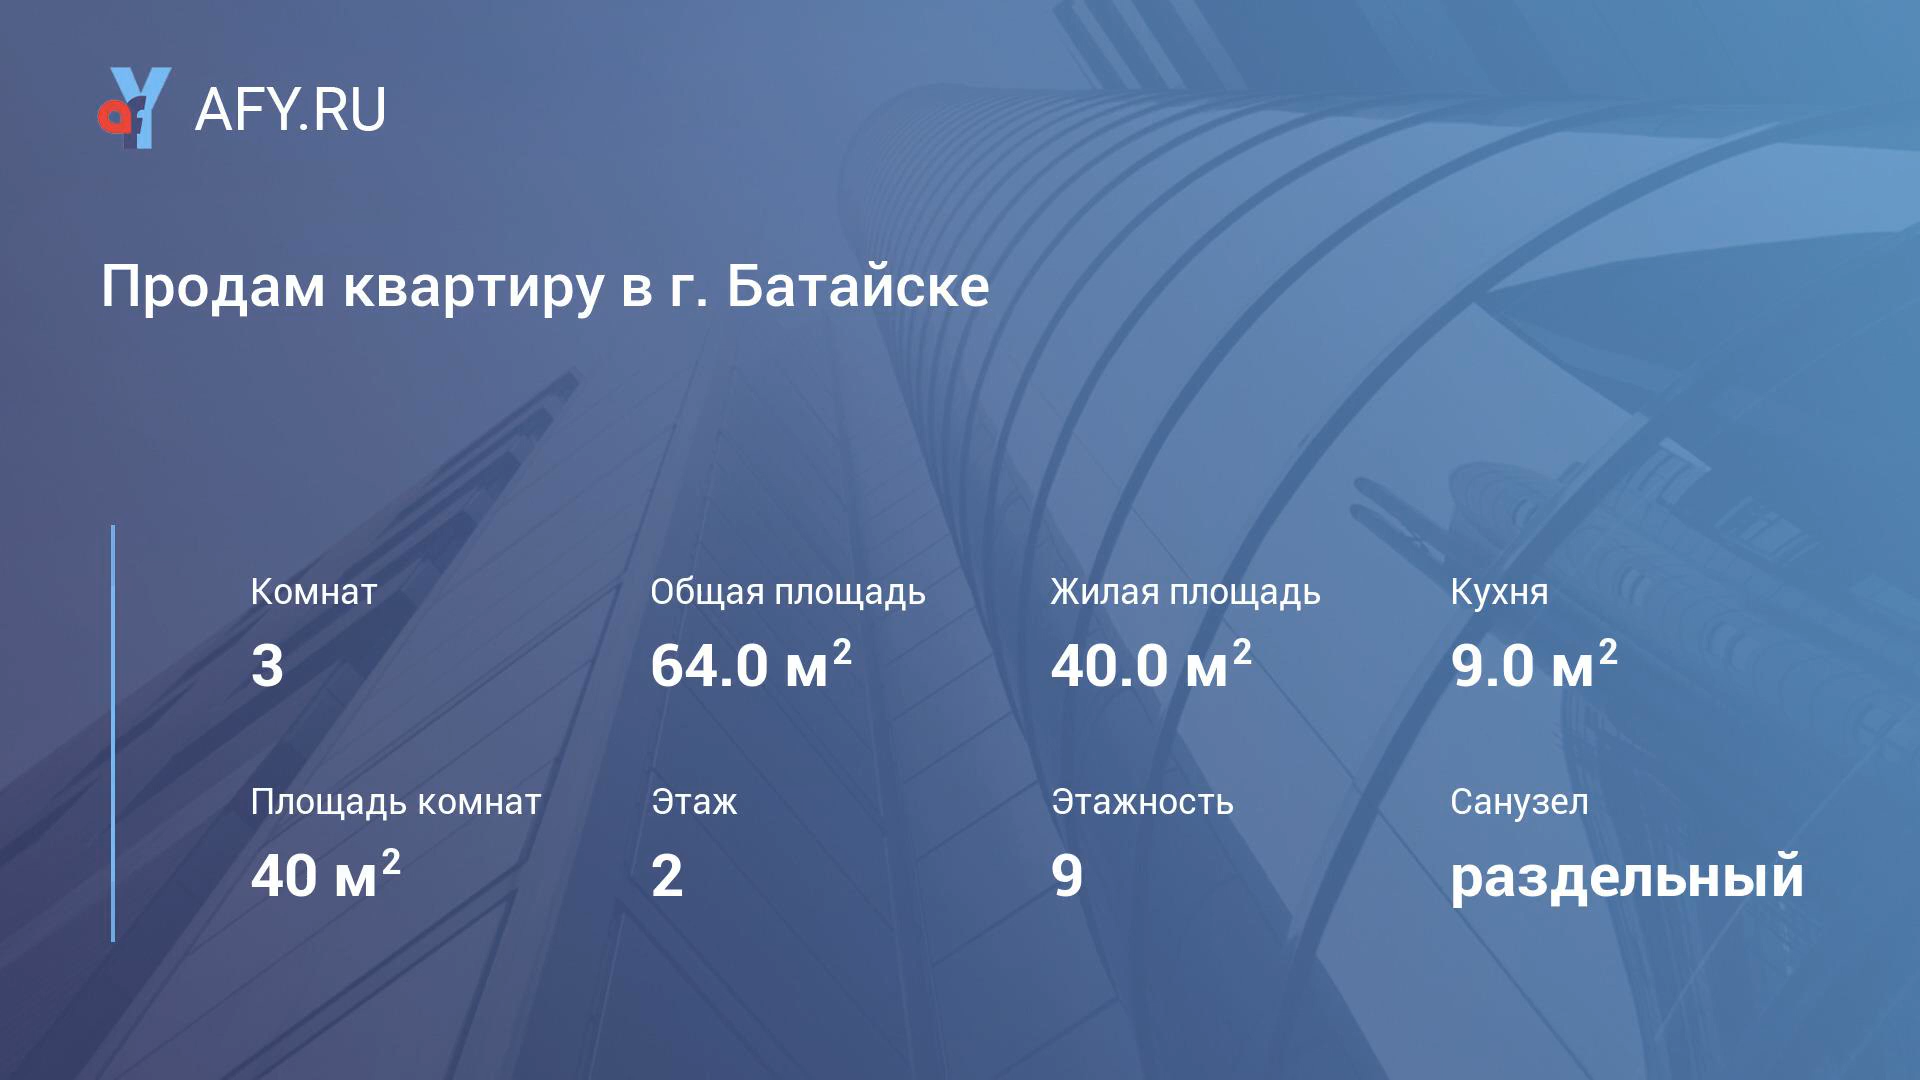 аfY AFY.RU
Продам квартиру в г. Батайске
Комнат
3
Общая площадь
64.0 м²
Жилая площадь
40.0 м²
Кухня
9.0 м²
Площадь комнат
40 м²
Этаж
2
Этажность
9
Санузел
раздельный